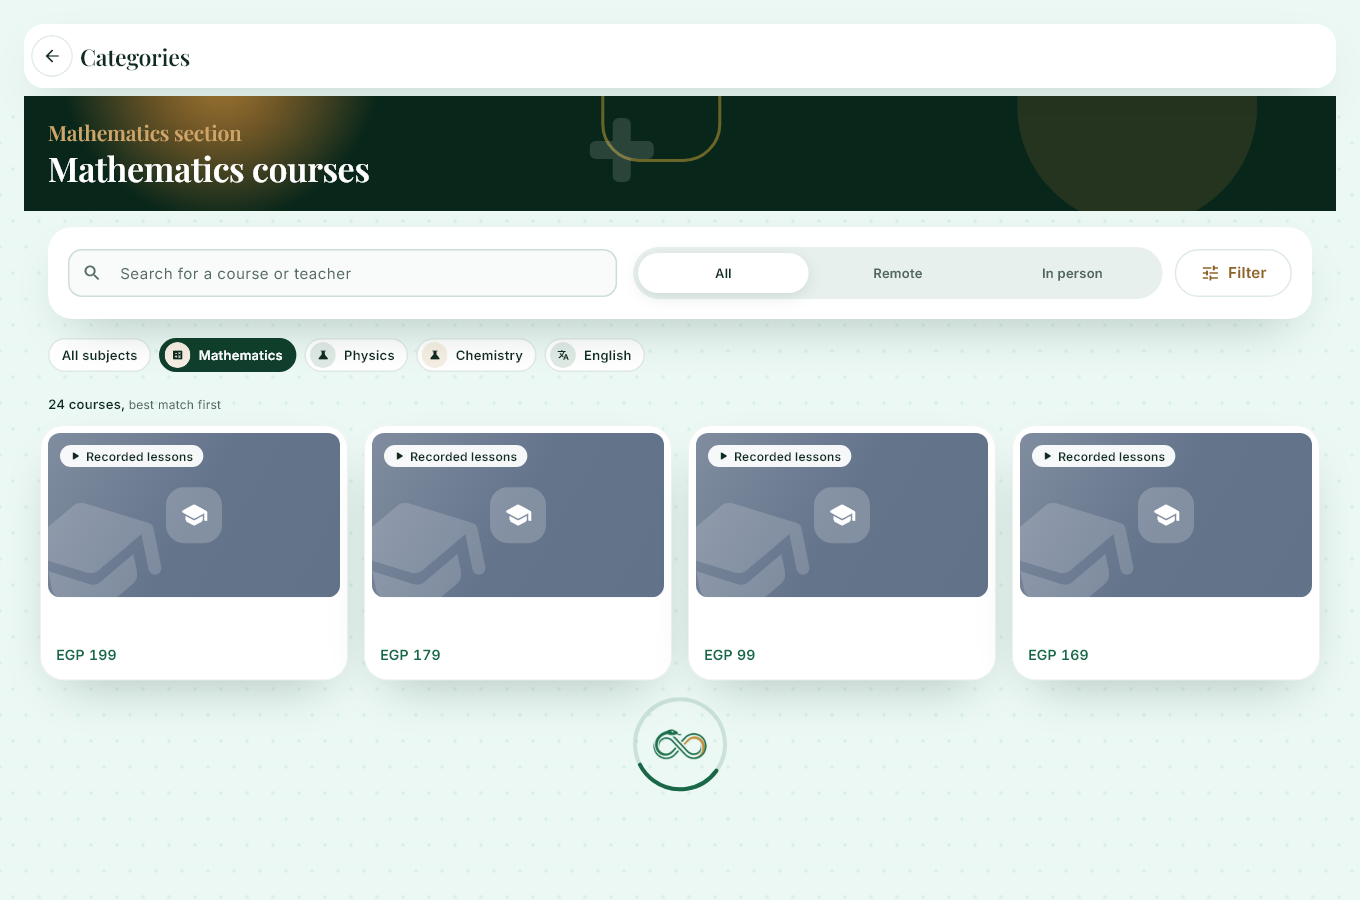 Categories
Mathematics section
Mathematics courses
Search for a course or teacher
All
Remote
In person
Filter
All subjects
Mathematics
Physics
Chemistry
English
24 courses, best match first
Recorded lessons
Recorded lessons
Recorded lessons
Recorded lessons
EGP 199
EGP 179
EGP 99
EGP 169